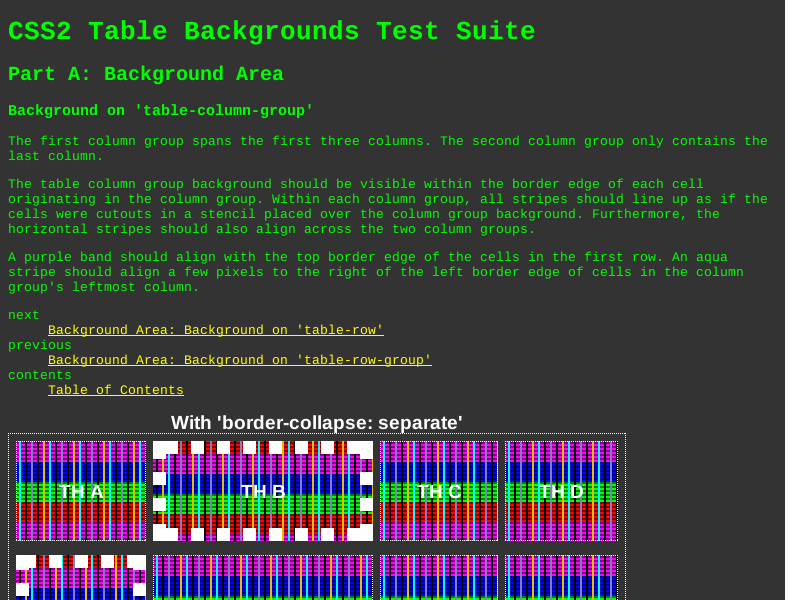 CSS2 Table Backgrounds Test Suite
Part A: Background Area
Background on 'table-column-group'
The first column group spans the first three columns. The second column group only contains the
last column.
The table column group background should be visible within the border edge of each cell
originating in the column group. Within each column group, all stripes should line up as if the
cells were cutouts in a stencil placed over the column group background. Furthermore, the
horizontal stripes should also align across the two column groups.
A purple band should align with the top border edge of the cells in the first row. An aqua
stripe should align a few pixels to the right of the left border edge of cells in the column
group's leftmost column.
next
Background Area: Background on 'table-row'
previous
Background Area: Background on 'table-row-group'
contents
Table of Contents
With 'border-collapse: separate'
TH A TH B TH C TH D